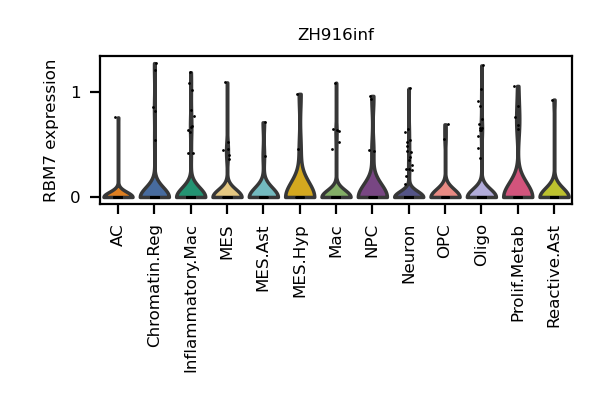 ZH916inf
RBM7 expression
1
0
AC
Chromatin.Reg
Inflammatory.Mac
MES
MES.Ast
MES.Hyp
Mac
NPC
Neuron
OPC
Oligo
Prolif.Metab
Reactive.Ast